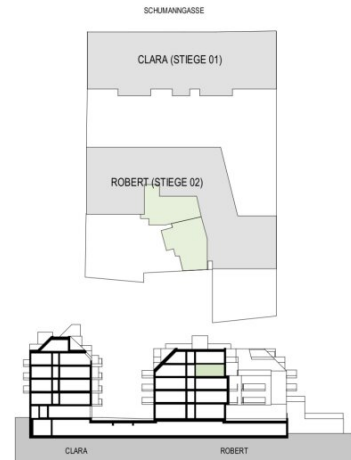 SCHUMANNGASSE
CLARA (STIEGE 01)
ROBERT (STIEGE 02)
CLARA
ROBERT